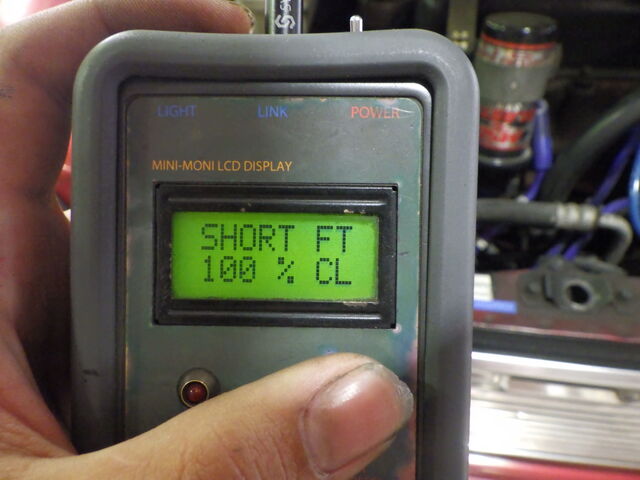 LIGHT LINK POWER
MINI-MONI LCD DISPLAY
SHORT FT
100 % CL